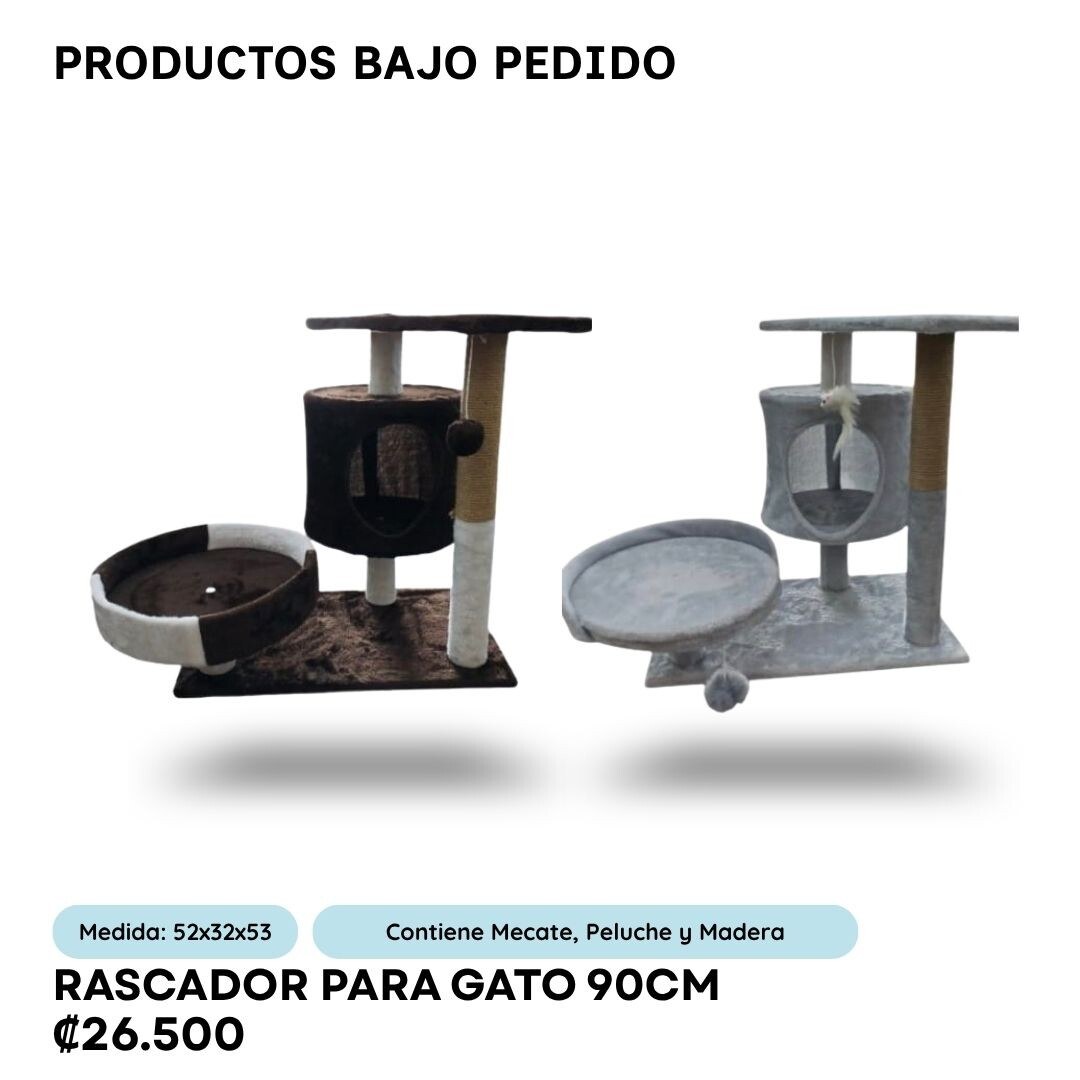 PRODUCTOS BAJO PEDIDO
Medida: 52x32x53
Contiene Mecate, Peluche y Madera
RASCADOR PARA GATO 90CM
₡26.500